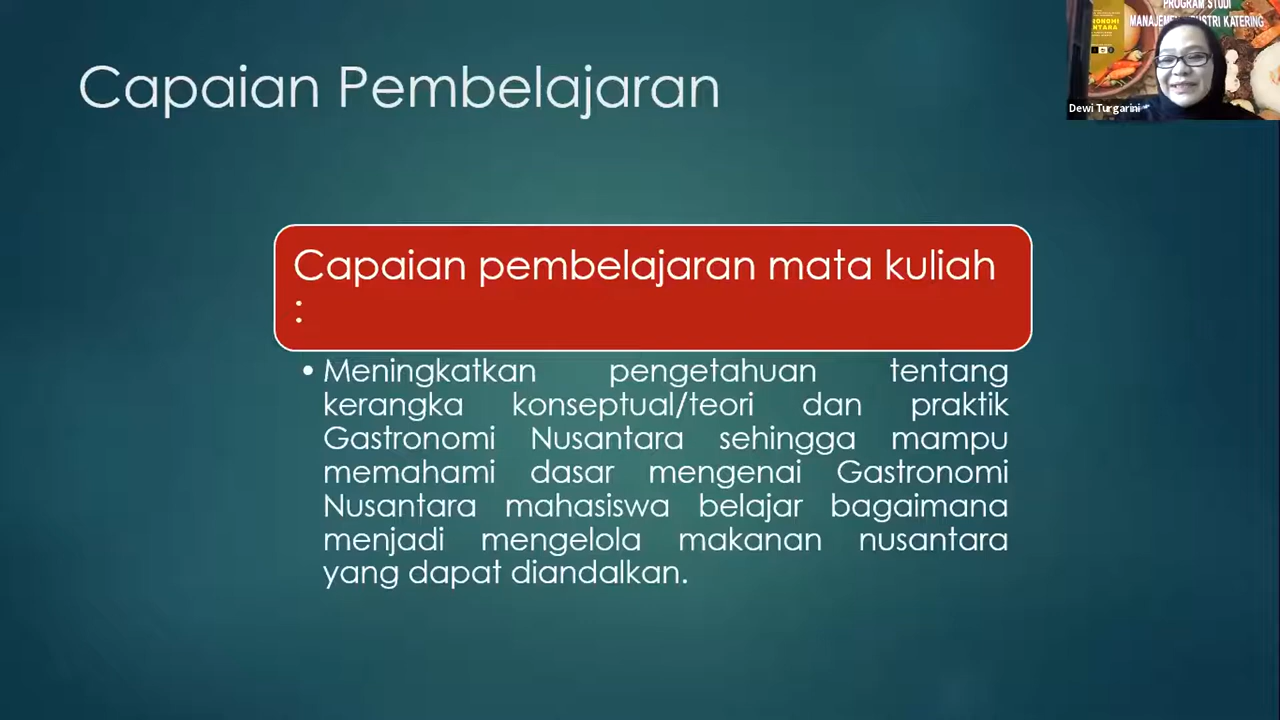 Capaian Pembelajaran
PROGRAM STUDI
MANAJEMEN INDUSTRI KATERING
Dewi Turgarini
Capaian pembelajaran mata kuliah
:
• Meningkatkan pengetahuan tentang
kerangka konseptual/teori dan praktik
Gastronomi Nusantara sehingga mampu
memahami dasar mengenai Gastronomi
Nusantara mahasiswa belajar bagaimana
menjadi mengelola makanan nusantara
yang dapat diandalkan.